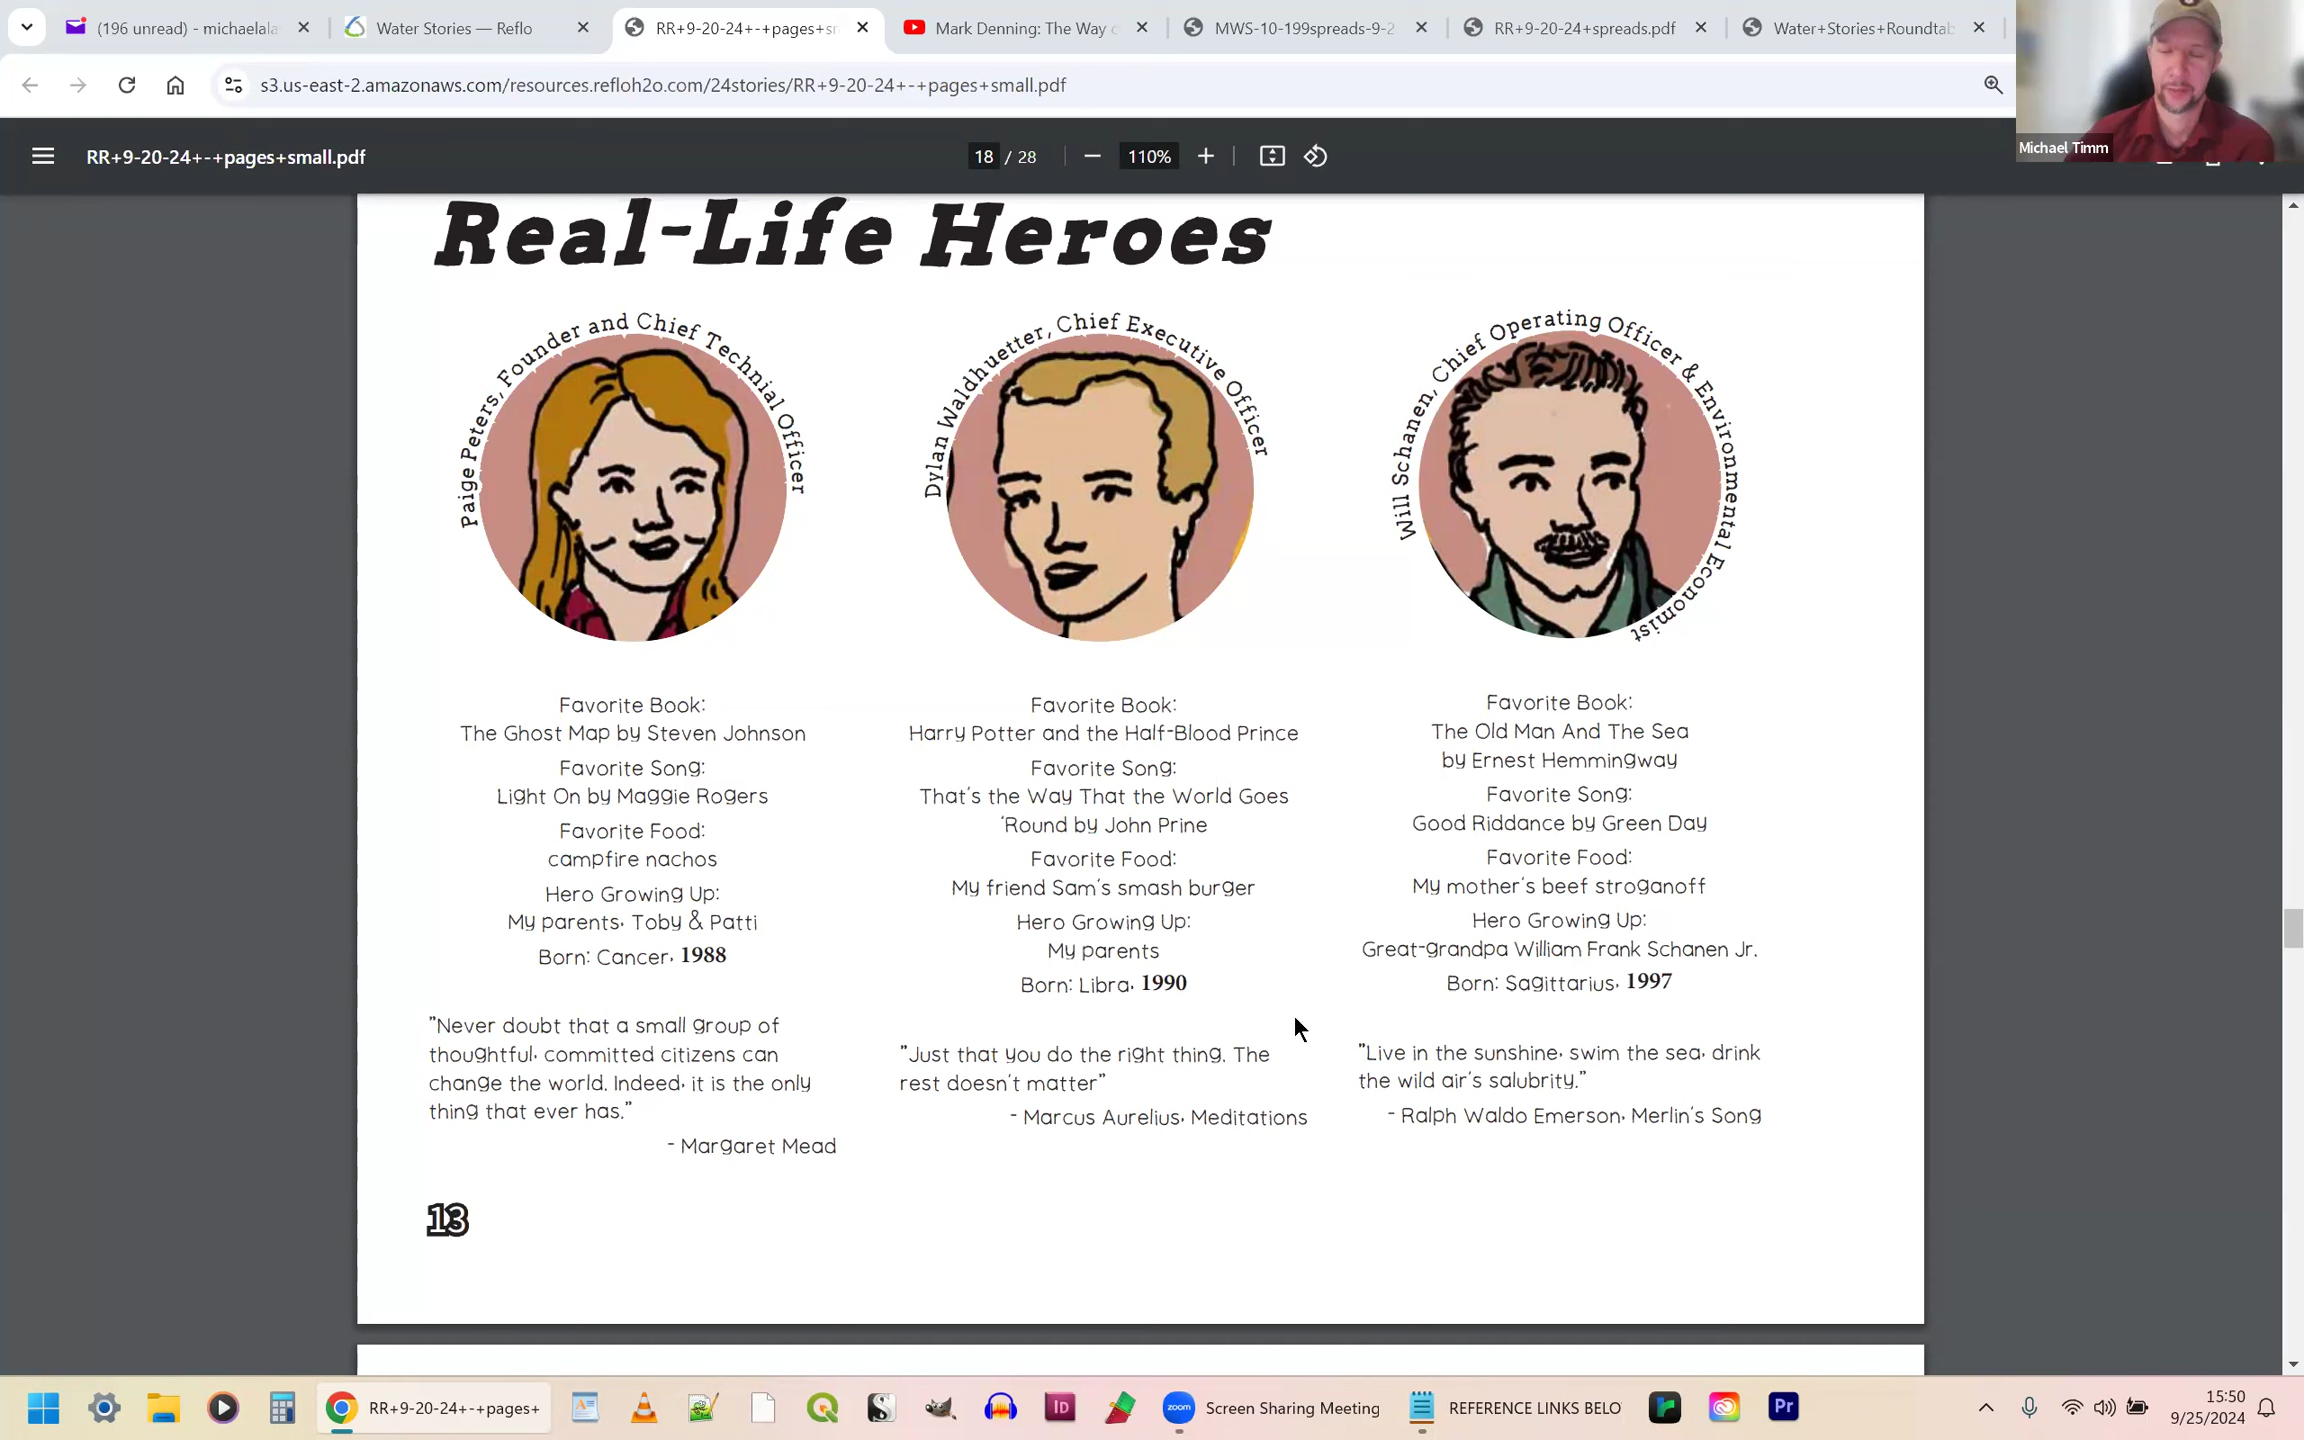 (196 unread) - michaelala
Water Stories — Reflo
RR+9-20-24+-+pages+sm
Mark Denning: The Way o
MWS-10-199spreads-9-2
RR+9-20-24+spreads.pdf
Water+Stories+Roundtab
s3.us-east-2.amazonaws.com/resources.refloh2o.com/24stories/RR+9-20-24+-+pages+small.pdf
RR+9-20-24+-+pages+small.pdf
18 / 28
110%
Michael Timm
Real-Life Heroes
Paige Peters, Founder and Chief Technial Officer
Dylan Waldhuetter, Chief Executive Officer
Will Schanen, Chief Operating Officer & Environmental Economist
Favorite Book:
The Ghost Map by Steven Johnson
Favorite Song:
Light On by Maggie Rogers
Favorite Food:
campfire nachos
Hero Growing Up:
My parents, Toby & Patti
Born: Cancer, 1988
"Never doubt that a small group of
thoughtful, committed citizens can
change the world. Indeed, it is the only
thing that ever has."
- Margaret Mead
Favorite Book:
Harry Potter and the Half-Blood Prince
Favorite Song:
That's the Way That the World Goes
'Round by John Prine
Favorite Food:
My friend Sam's smash burger
Hero Growing Up:
My parents
Born: Libra, 1990
"Just that you do the right thing. The
rest doesn't matter"
- Marcus Aurelius, Meditations
Favorite Book:
The Old Man And The Sea
by Ernest Hemmingway
Favorite Song:
Good Riddance by Green Day
Favorite Food:
My mother's beef stroganoff
Hero Growing Up:
Great-grandpa William Frank Schanen Jr.
Born: Sagittarius, 1997
"Live in the sunshine, swim the sea, drink
the wild air's salubrity."
- Ralph Waldo Emerson, Merlin's Song
13
RR+9-20-24+-+pages+
ID
zoom
Screen Sharing Meeting
REFERENCE LINKS BELO
Pr
15:50
9/25/2024